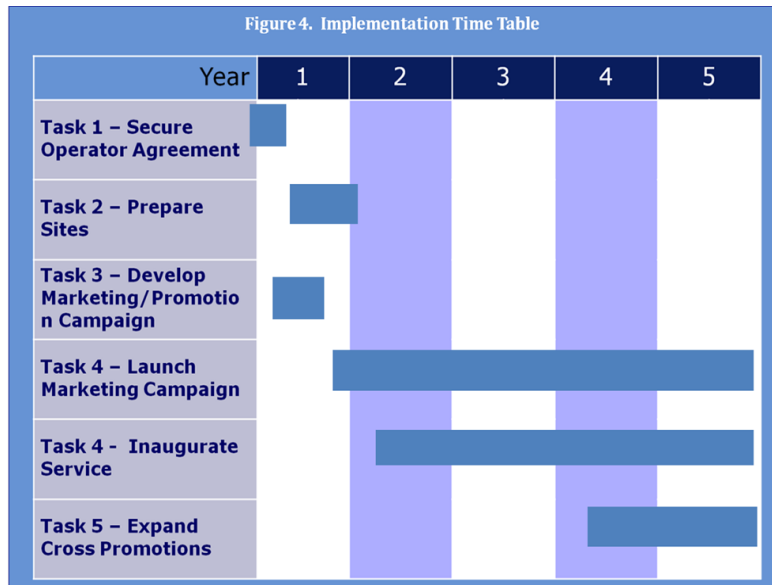 Figure 4. Implementation Time Table
Year 1 2 3 4 5
Task 1 – Secure
Operator Agreement
Task 2 – Prepare
Sites
Task 3 – Develop
Marketing/Promotio
n Campaign
Task 4 – Launch
Marketing Campaign
Task 4 - Inaugurate
Service
Task 5 – Expand
Cross Promotions